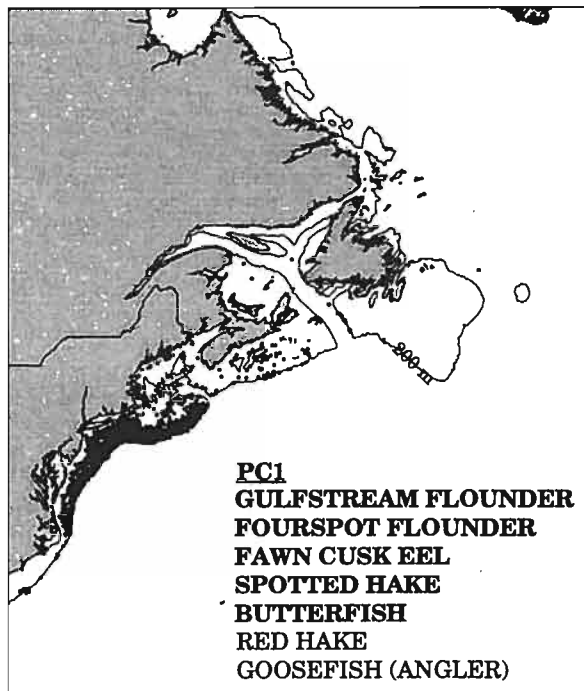 200 m
PC1
GULFSTREAM FLOUNDER
FOURSPOT FLOUNDER
FAWN CUSK EEL
SPOTTED HAKE
BUTTERFISH
RED HAKE
GOOSEFISH (ANGLER)